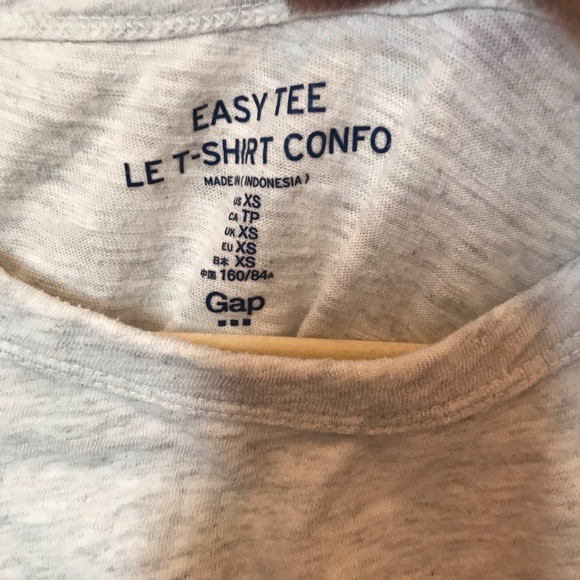 EASY TEE
LE T-SHIRT CONFO
MADE IN (INDONESIA)
US XS
CA TP
UK XS
EU XS
日本 XS
中国 160/84A
Gap